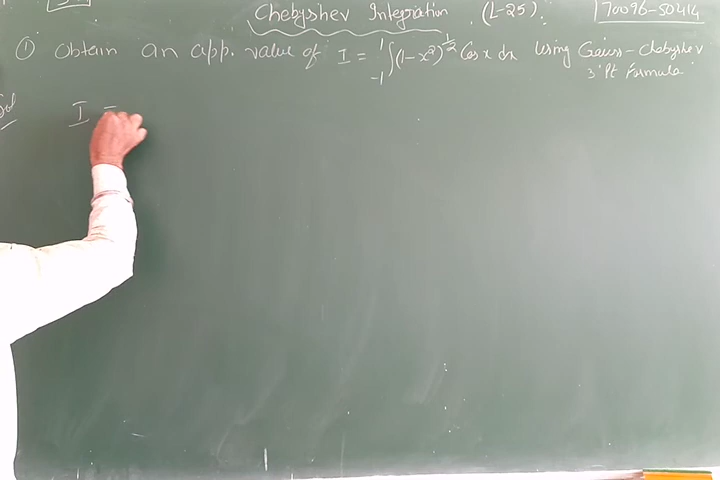 Chebyshev Integration (L-25). 70096-50414
① Obtain an app. value of I = ∫₋₁¹ (1-x²)^½ Cos x dx Using Gauss-Chebyshev
3 Pt Formula
Sol
I =